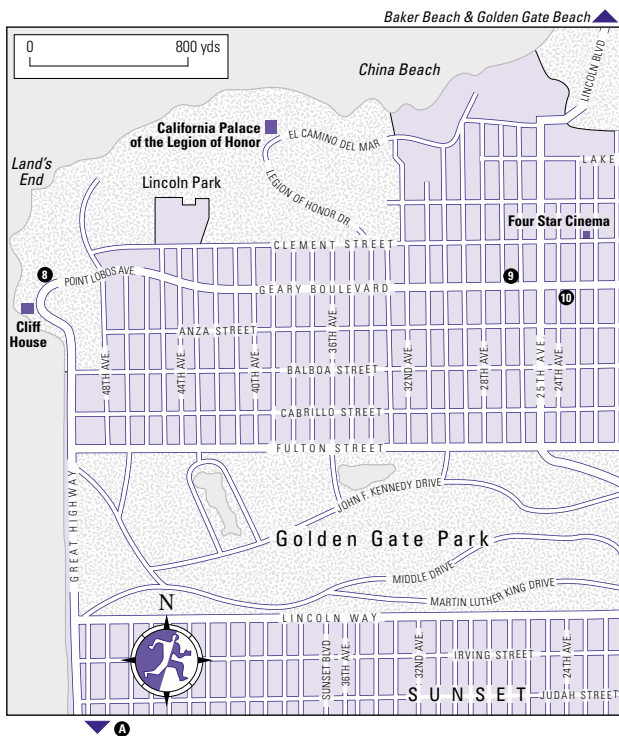 Baker Beach & Golden Gate Beach
0 800 yds
China Beach
LINCOLN BLVD
California Palace
of the Legion of Honor
EL CAMINO DEL MAR
LAKE
Land's
End
Lincoln Park
LEGION OF HONOR DR.
Four Star Cinema
CLEMENT STREET
8
POINT LOBOS AVE
9
GEARY BOULEVARD
10
Cliff
House
ANZA STREET
36TH AVE.
48TH AVE.
44TH AVE.
40TH AVE.
BALBOA STREET
32ND AVE.
28TH AVE.
25TH AVE.
24TH AVE.
CABRILLO STREET
FULTON STREET
GREAT HIGHWAY
JOHN F. KENNEDY DRIVE
Golden Gate Park
MIDDLE DRIVE
MARTIN LUTHER KING DRIVE
N
LINCOLN WAY
SUNSET BLVD
36TH AVE.
32ND AVE.
IRVING STREET
24TH AVE.
SUNSET
JUDAH STREET
A